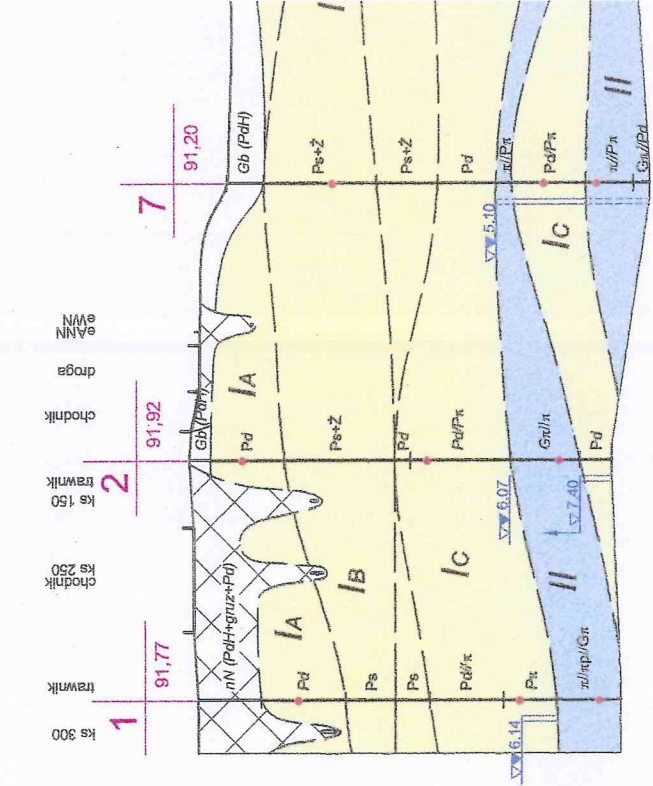 ks 300
trawnik
chodnik
ks 250
ks 150
trawnik
chodnik
droga
eANN
eWN
1
91,77
2
91,92
7
91,20
nN (PdH+gruz+Pd)
Gb (PdH)
Gb (PdH)
IA
IA
IB
IC
IC
II
II
Pd
Ps
Ps
Pd//π
Pπ
π//πp//Gπ
6.14
Pd
Ps+Ż
Pd
Pd/Pπ
Gπ//π
Pd
6.07
7.40
Ps+Ż
Ps+Ż
Pd
π//Pπ
Pd/Pπ
π//Pπ
Gπ//Pd
5.10